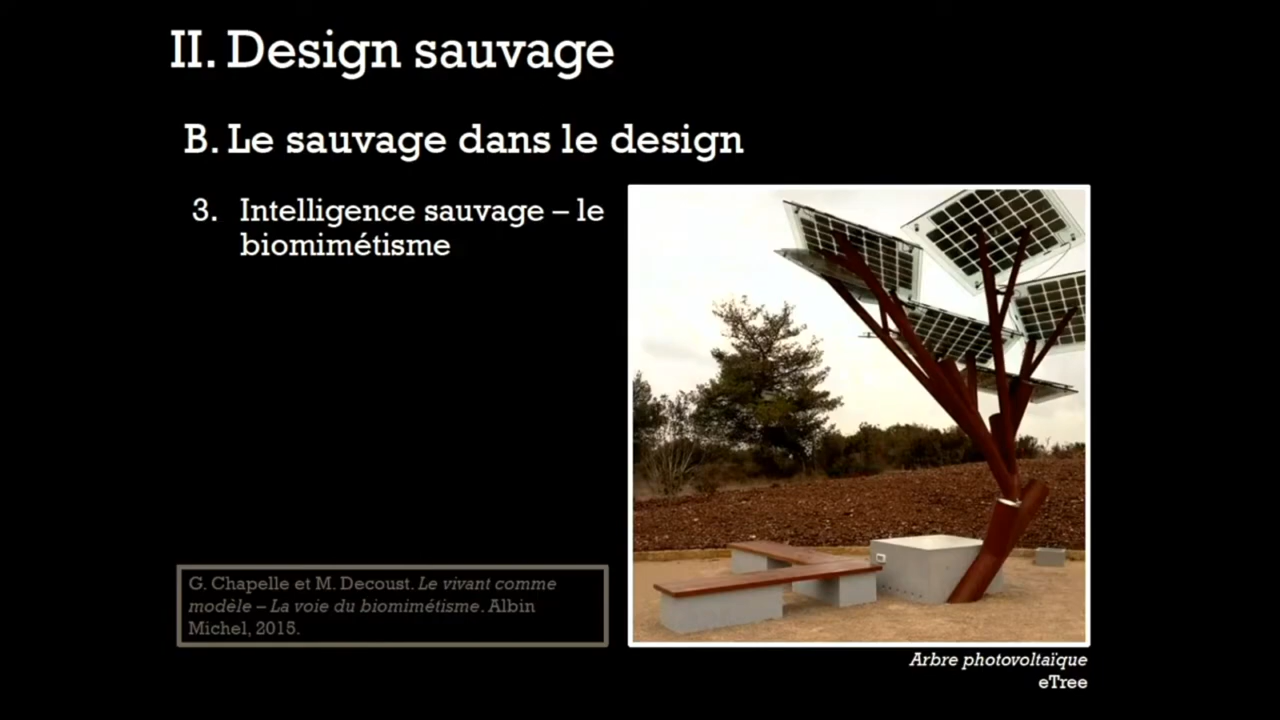 II. Design sauvage
B. Le sauvage dans le design
3. Intelligence sauvage – le
biomimétisme
G. Chapelle et M. Decoust. Le vivant comme
modèle – La voie du biomimétisme. Albin
Michel, 2015.
Arbre photovoltaïque
eTree